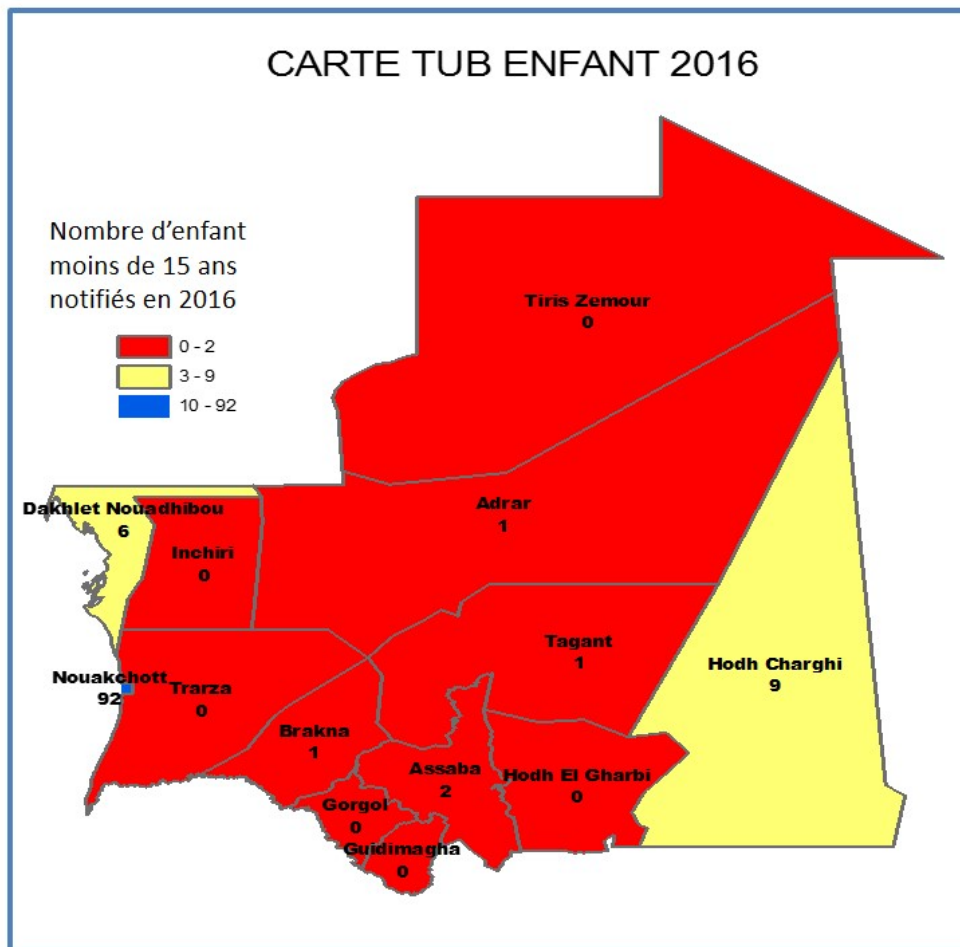 CARTE TUB ENFANT 2016
Nombre d’enfant
moins de 15 ans
notifiés en 2016
0 - 2
3 - 9
10 - 92
Tiris Zemour
0
Adrar
1
Dakhlet Nouadhibou
6
Inchiri
0
Tagant
1
Hodh Charghi
9
Nouakchott
92
Trarza
0
Brakna
1
Assaba
2
Hodh El Gharbi
0
Gorgol
0
Guidimagha
0